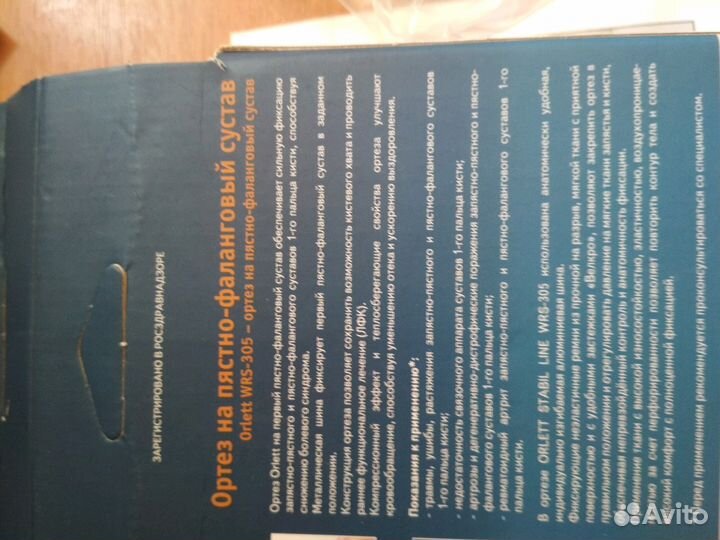 ЗАРЕГИСТРИРОВАНО В РОСЗДРАВНАДЗОРЕ
Ортез на пястно-фаланговый сустав
Orlett WRS-305 – ортез на пястно-фаланговый сустав
Ортез Orlett на первый пястно-фаланговый сустав обеспечивает сильную фиксацию
запястно-пястного и пястно-фалангового суставов 1-го пальца кисти, способствуя
снижению болевого синдрома.
Металлическая шина фиксирует первый пястно-фаланговый сустав в заданном
положении.
Конструкция ортеза позволяет сохранить возможность кистевого хвата и проводить
раннее функциональное лечение (ЛФК).
Компрессионный эффект и теплосберегающие свойства ортеза улучшают
кровообращение, способствуя уменьшению отека и ускорению выздоровления.
Показания к применению*:
- травмы, ушибы, растяжения запястно-пястного и пястно-фалангового суставов
1-го пальца кисти;
- недостаточность связочного аппарата суставов 1-го пальца кисти;
- артрозы и дегенеративно-дистрофические поражения запястно-пястного и пястно-
фалангового суставов 1-го пальца кисти;
- ревматоидный артрит запястно-пястного и пястно-фалангового суставов 1-го
пальца кисти.
В ортезе ORLETT STABIL LINE WRS-305 использована анатомически удобная,
индивидуально изгибаемая алюминиевая шина.
Фиксирующие неэластичные ремни из прочной на разрыв, мягкой ткани с приятной
поверхностью и с удобными застежками «Велкро», позволяют закрепить ортез в
правильном положении и отрегулировать давление на мягкие ткани запястья и кисти,
обеспечивая непревзойдённый контроль и анатомичность фиксации.
ткани с высокой износостойкостью, эластичностью, воздухопроницае-
за счет перфорированности позволяет повторить контур тела и создать
комфорт с полноценной фиксацией.
перед применением рекомендуется проконсультироваться со специалистом.
Avito